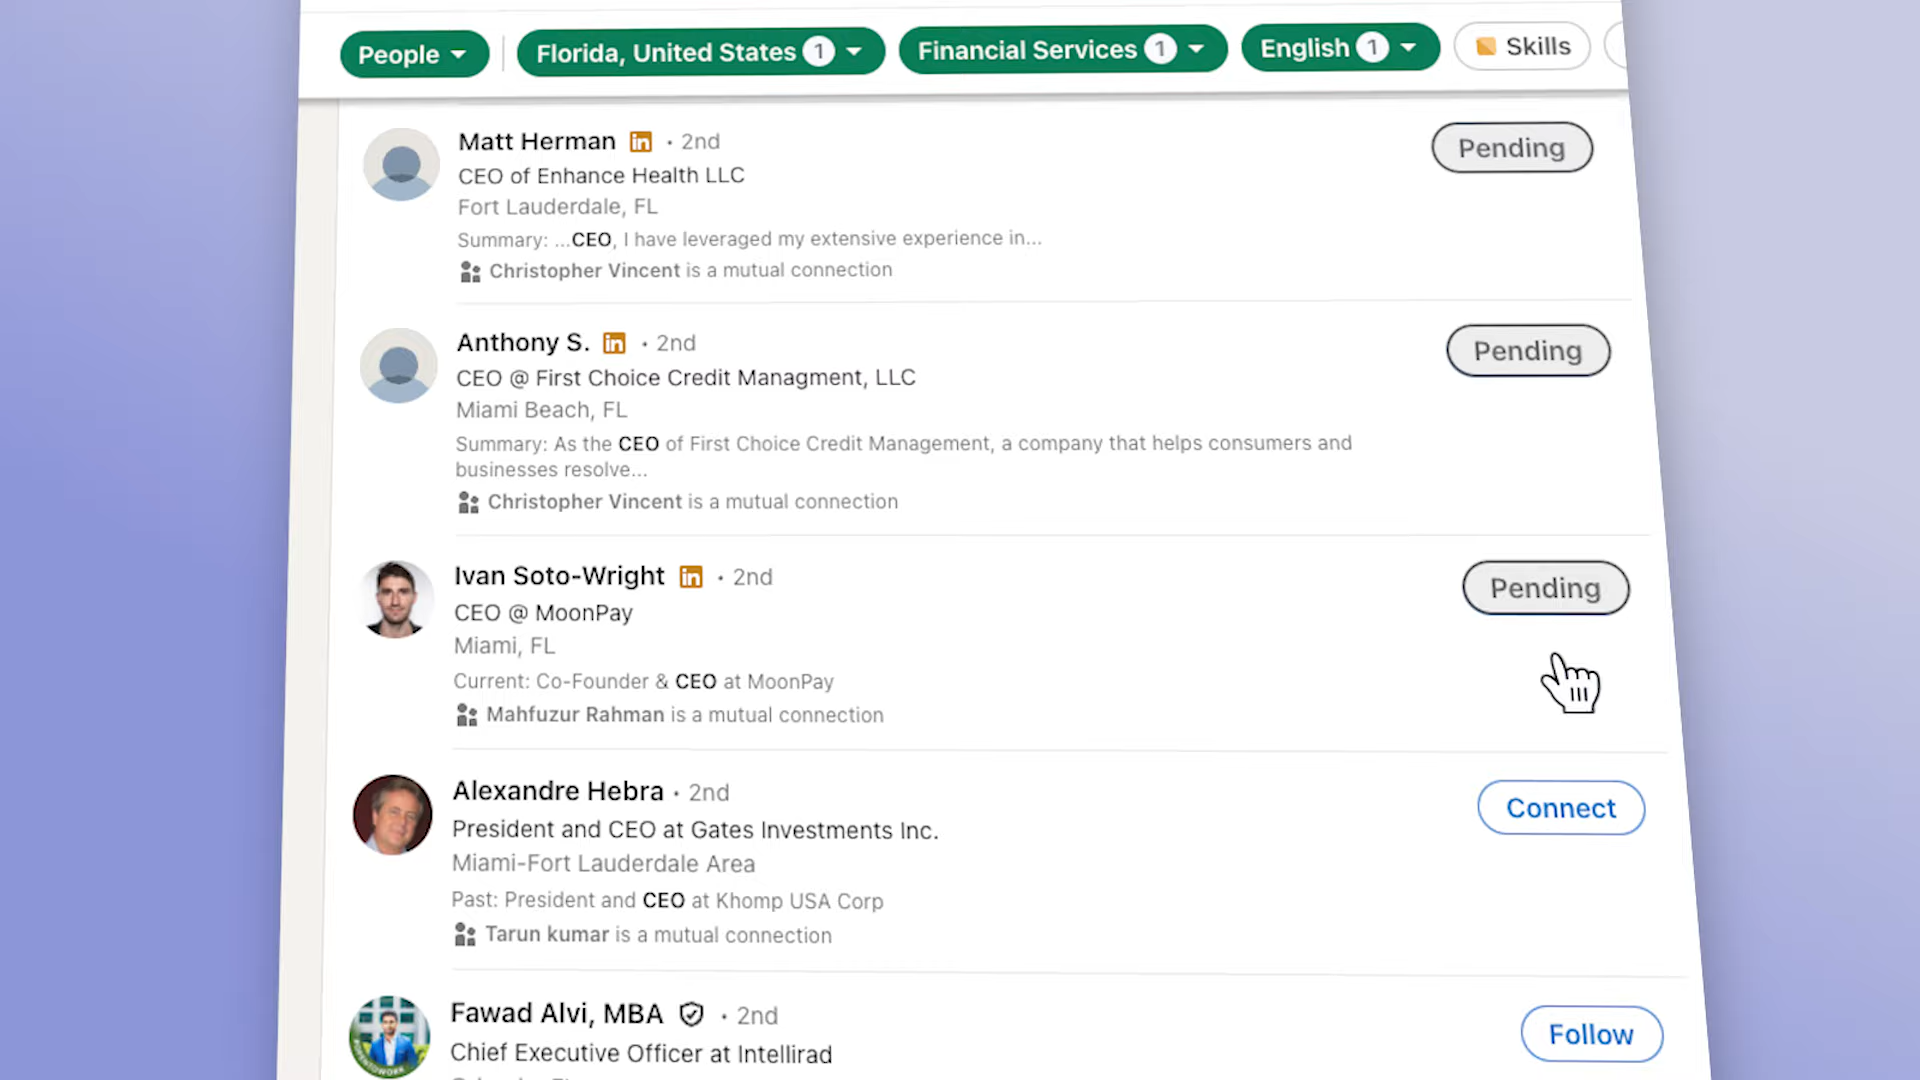 People
Florida, United States 1
Financial Services 1
English 1
Skills
Matt Herman in • 2nd
Pending
CEO of Enhance Health LLC
Fort Lauderdale, FL
Summary: ...CEO, I have leveraged my extensive experience in...
Christopher Vincent is a mutual connection
Anthony S. in • 2nd
Pending
CEO @ First Choice Credit Managment, LLC
Miami Beach, FL
Summary: As the CEO of First Choice Credit Management, a company that helps consumers and
businesses resolve...
Christopher Vincent is a mutual connection
Ivan Soto-Wright in • 2nd
Pending
CEO @ MoonPay
Miami, FL
Current: Co-Founder & CEO at MoonPay
Mahfuzur Rahman is a mutual connection
Alexandre Hebra • 2nd
Connect
President and CEO at Gates Investments Inc.
Miami-Fort Lauderdale Area
Past: President and CEO at Khomp USA Corp
Tarun kumar is a mutual connection
Fawad Alvi, MBA • 2nd
Follow
Chief Executive Officer at Intellirad